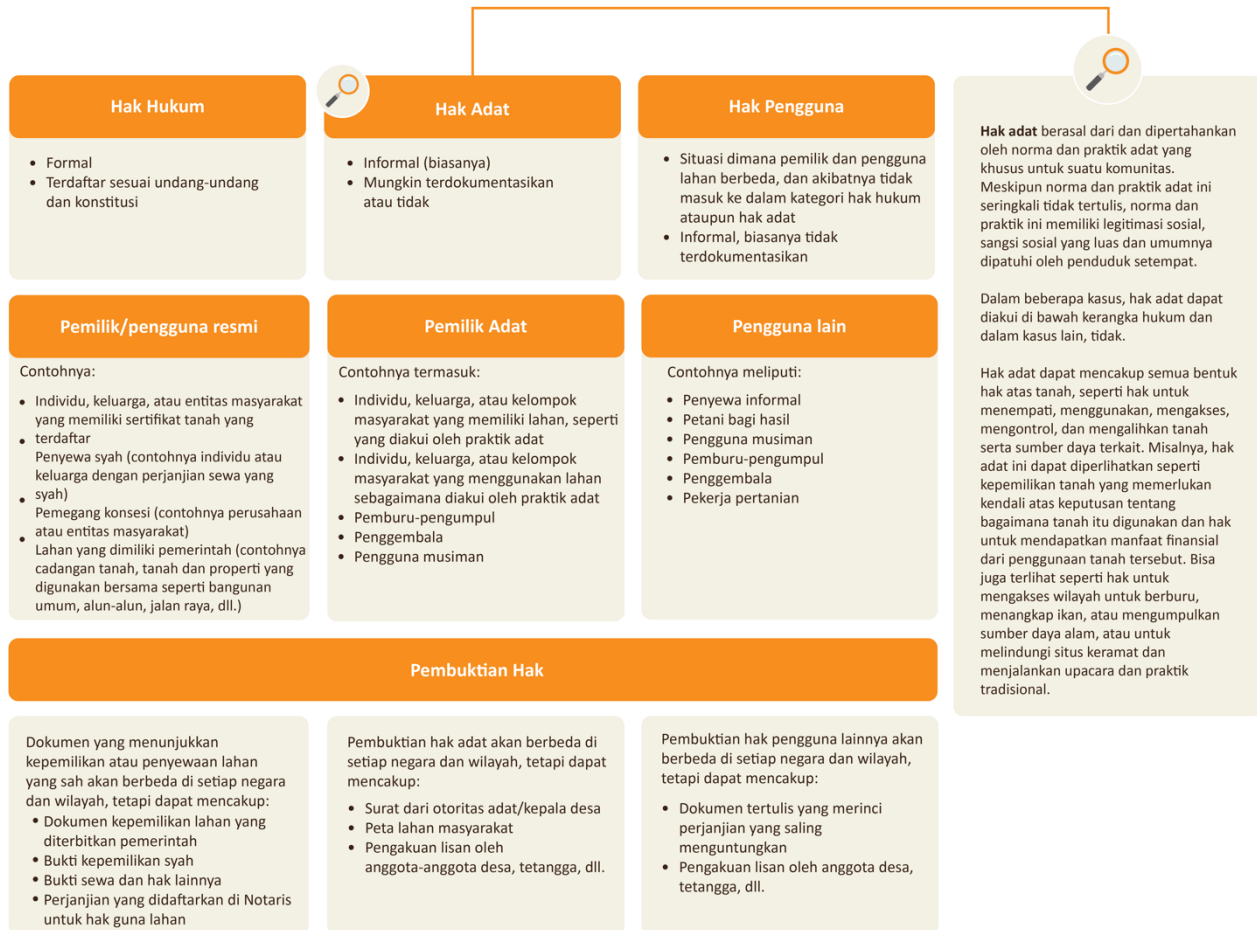 Hak Hukum
• Formal
• Terdaftar sesuai undang-undang
dan konstitusi
Hak Adat
• Informal (biasanya)
• Mungkin terdokumentasikan
atau tidak
Hak Pengguna
• Situasi dimana pemilik dan pengguna
lahan berbeda, dan akibatnya tidak
masuk ke dalam kategori hak hukum
ataupun hak adat
• Informal, biasanya tidak
terdokumentasikan
Pemilik/pengguna resmi
Contohnya:
• Individu, keluarga, atau entitas masyarakat
yang memiliki sertifikat tanah yang
• terdaftar
Penyewa syah (contohnya individu atau
keluarga dengan perjanjian sewa yang
• syah)
Pemegang konsesi (contohnya perusahaan
• atau entitas masyarakat)
Lahan yang dimiliki pemerintah (contohnya
cadangan tanah, tanah dan properti yang
digunakan bersama seperti bangunan
umum, alun-alun, jalan raya, dll.)
Pemilik Adat
Contohnya termasuk:
• Individu, keluarga, atau kelompok
masyarakat yang memiliki lahan, seperti
yang diakui oleh praktik adat
• Individu, keluarga, atau kelompok
masyarakat yang menggunakan lahan
sebagaimana diakui oleh praktik adat
• Pemburu-pengumpul
• Penggembala
• Pengguna musiman
Pengguna lain
Contohnya meliputi:
• Penyewa informal
• Petani bagi hasil
• Pengguna musiman
• Pemburu-pengumpul
• Penggembala
• Pekerja pertanian
Pembuktian Hak
Dokumen yang menunjukkan
kepemilikan atau penyewaan lahan
yang sah akan berbeda di setiap negara
dan wilayah, tetapi dapat mencakup:
• Dokumen kepemilikan lahan yang
diterbitkan pemerintah
• Bukti kepemilikan syah
• Bukti sewa dan hak lainnya
• Perjanjian yang didaftarkan di Notaris
untuk hak guna lahan
Pembuktian hak adat akan berbeda di
setiap negara dan wilayah, tetapi dapat
mencakup:
• Surat dari otoritas adat/kepala desa
• Peta lahan masyarakat
• Pengakuan lisan oleh
anggota-anggota desa, tetangga, dll.
Pembuktian hak pengguna lainnya akan
berbeda di setiap negara dan wilayah,
tetapi dapat mencakup:
• Dokumen tertulis yang merinci
perjanjian yang saling
menguntungkan
• Pengakuan lisan oleh anggota desa,
tetangga, dll.
Hak adat berasal dari dan dipertahankan
oleh norma dan praktik adat yang
khusus untuk suatu komunitas.
Meskipun norma dan praktik adat ini
seringkali tidak tertulis, norma dan
praktik ini memiliki legitimasi sosial,
sangsi sosial yang luas dan umumnya
dipatuhi oleh penduduk setempat.
Dalam beberapa kasus, hak adat dapat
diakui di bawah kerangka hukum dan
dalam kasus lain, tidak.
Hak adat dapat mencakup semua bentuk
hak atas tanah, seperti hak untuk
menempati, menggunakan, mengakses,
mengontrol, dan mengalihkan tanah
serta sumber daya terkait. Misalnya, hak
adat ini dapat diperlihatkan seperti
kepemilikan tanah yang memerlukan
kendali atas keputusan tentang
bagaimana tanah itu digunakan dan hak
untuk mendapatkan manfaat finansial
dari penggunaan tanah tersebut. Bisa
juga terlihat seperti hak untuk
mengakses wilayah untuk berburu,
menangkap ikan, atau mengumpulkan
sumber daya alam, atau untuk
melindungi situs keramat dan
menjalankan upacara dan praktik
tradisional.